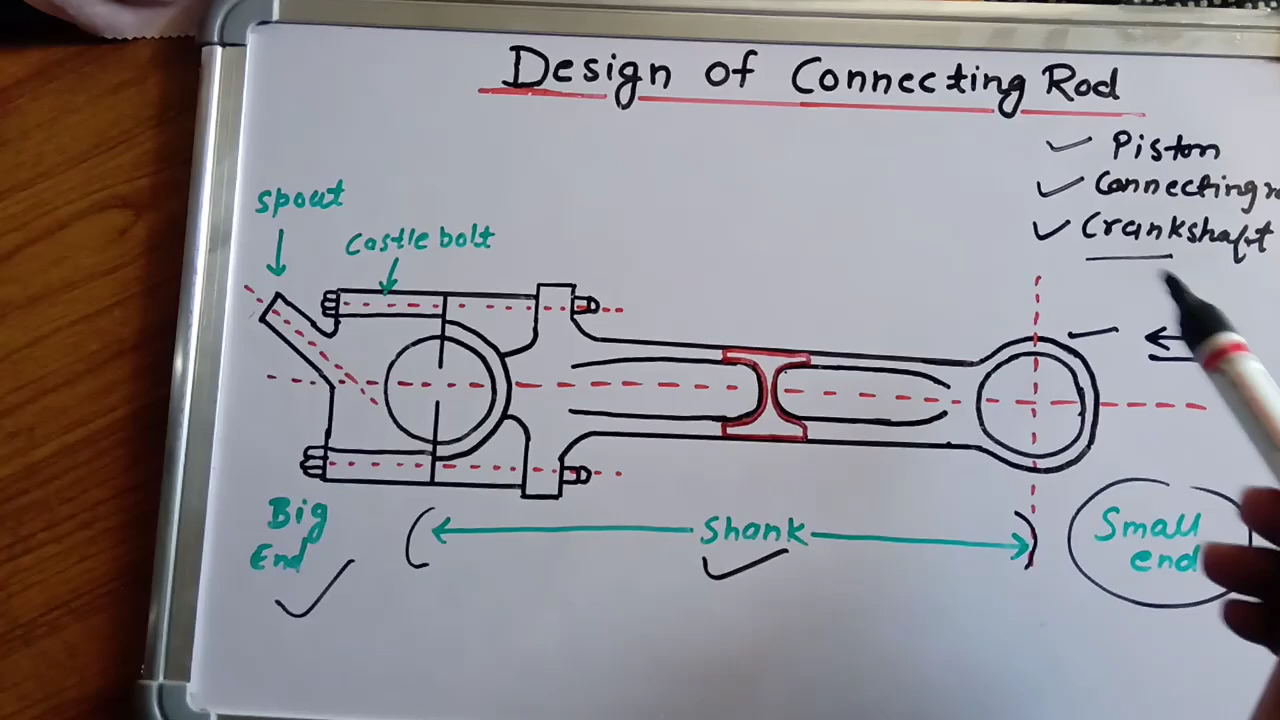 Design of Connecting Rod
Piston
Connecting
Crankshaft
spout
Castle bolt
Big
End
Shank
Small
end